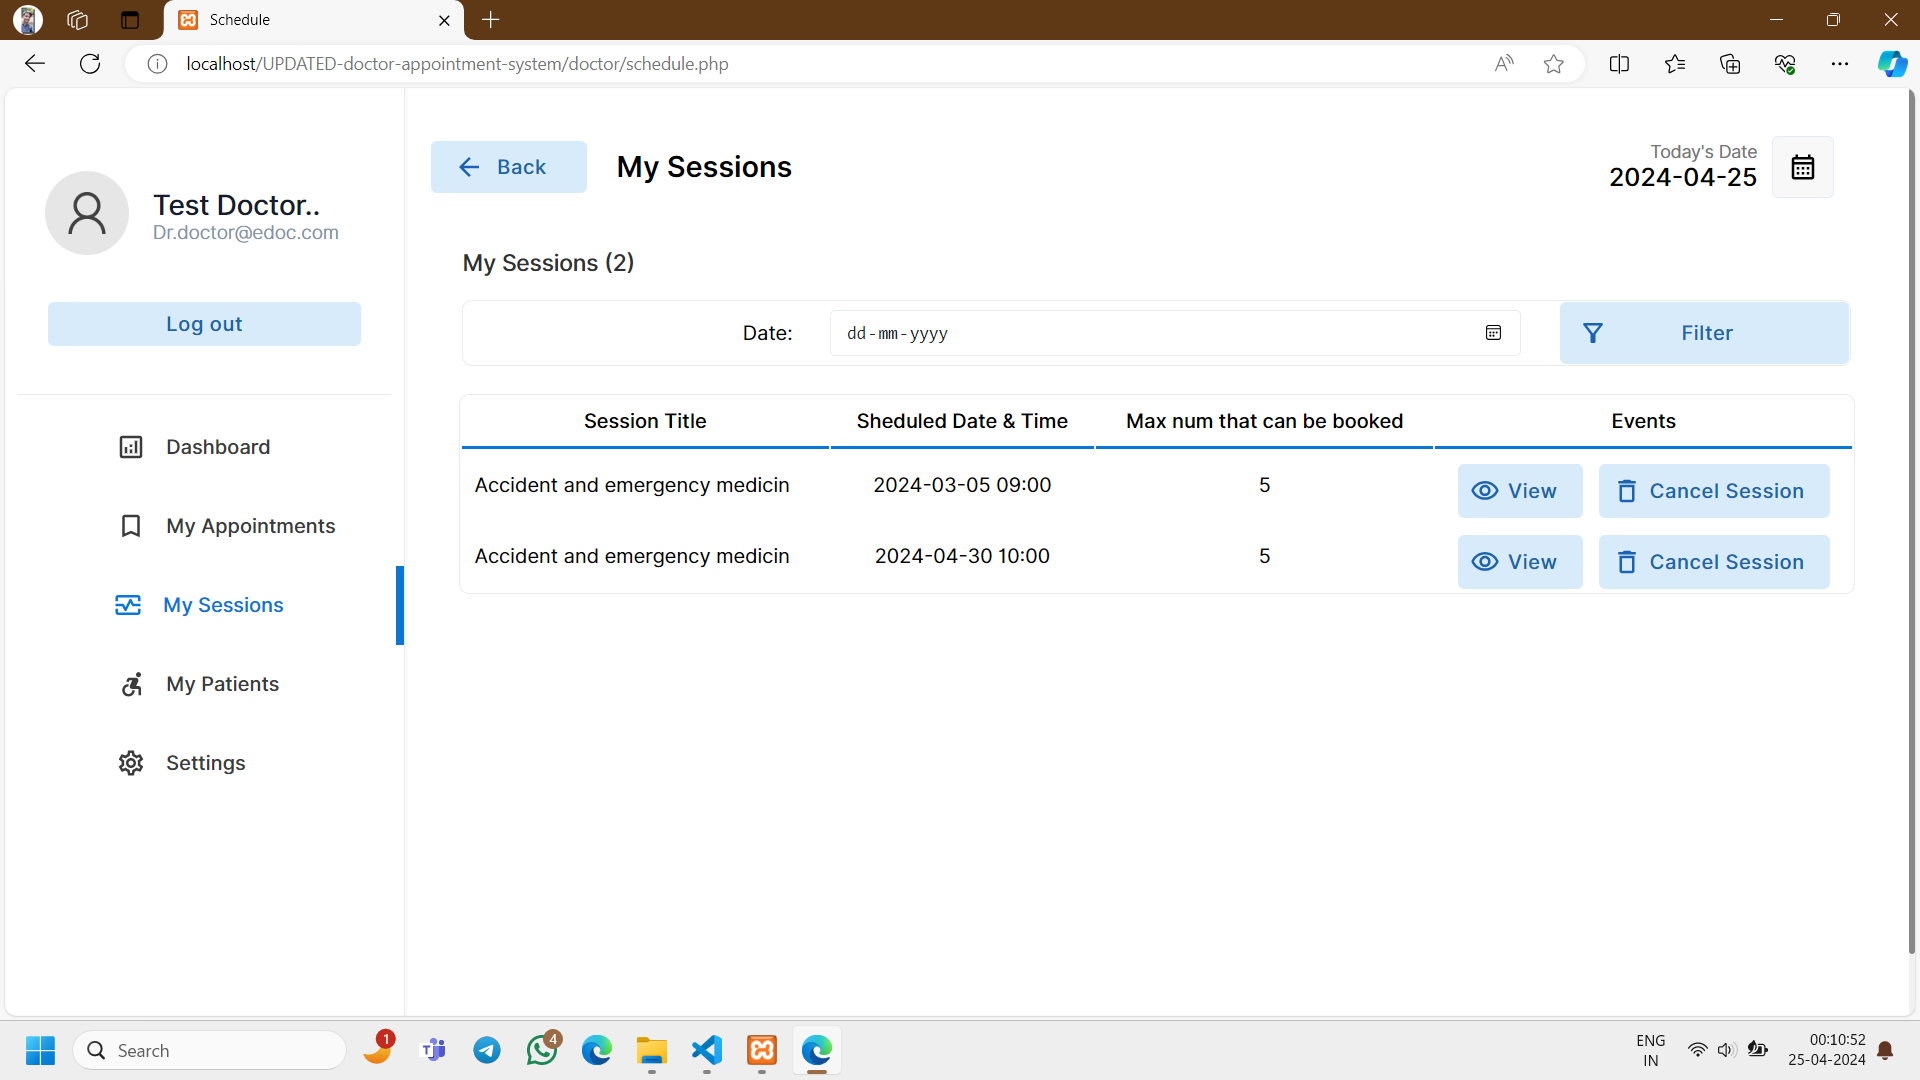 Schedule
localhost/UPDATED-doctor-appointment-system/doctor/schedule.php
Test Doctor..
Dr.doctor@edoc.com
Log out
Dashboard
My Appointments
My Sessions
My Patients
Settings
Back
My Sessions
Today's Date
2024-04-25
My Sessions (2)
Date:
dd-mm-yyyy
Filter
Session Title Sheduled Date & Time Max num that can be booked Events
Accident and emergency medicin 2024-03-05 09:00 5 View Cancel Session
Accident and emergency medicin 2024-04-30 10:00 5 View Cancel Session
Search
1
4
ENG
IN
00:10:52
25-04-2024